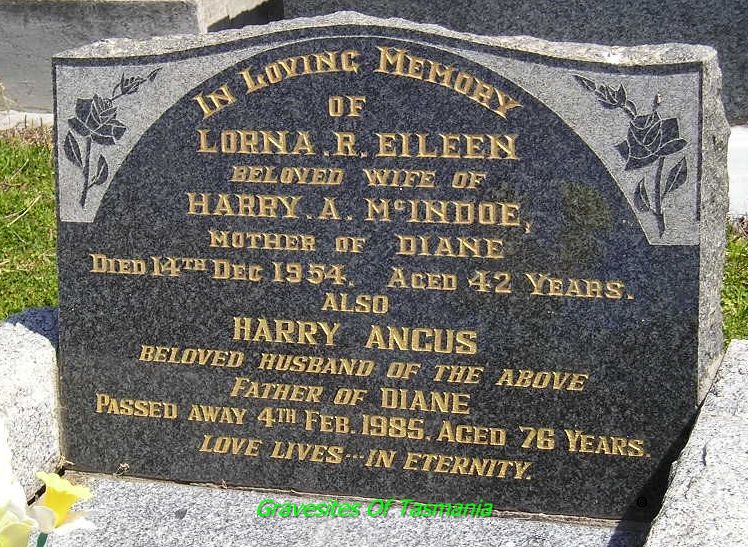 In Loving Memory
OF
LORNA . R. EILEEN
BELOVED WIFE OF
HARRY . A. McINDOE,
MOTHER OF DIANE
DIED 14TH DEC 1954. AGED 42 YEARS.
ALSO
HARRY ANGUS
BELOVED HUSBAND OF THE ABOVE
FATHER OF DIANE
PASSED AWAY 4TH FEB. 1985. AGED 76 YEARS.
LOVE LIVES...IN ETERNITY.
Gravesites Of Tasmania